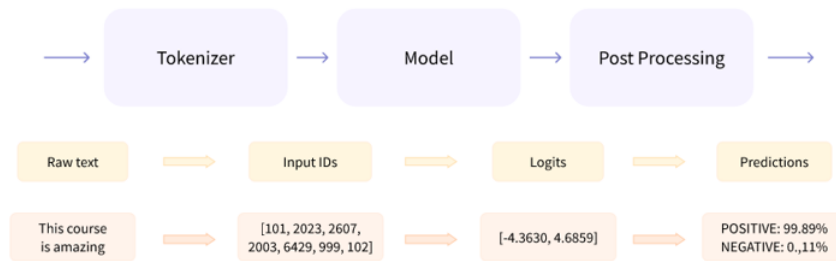 Tokenizer
Model
Post Processing
Raw text
Input IDs
Logits
Predictions
This course
is amazing
[101, 2023, 2607,
2003, 6429, 999, 102]
[-4.3630, 4.6859]
POSITIVE: 99.89%
NEGATIVE: 0.,11%